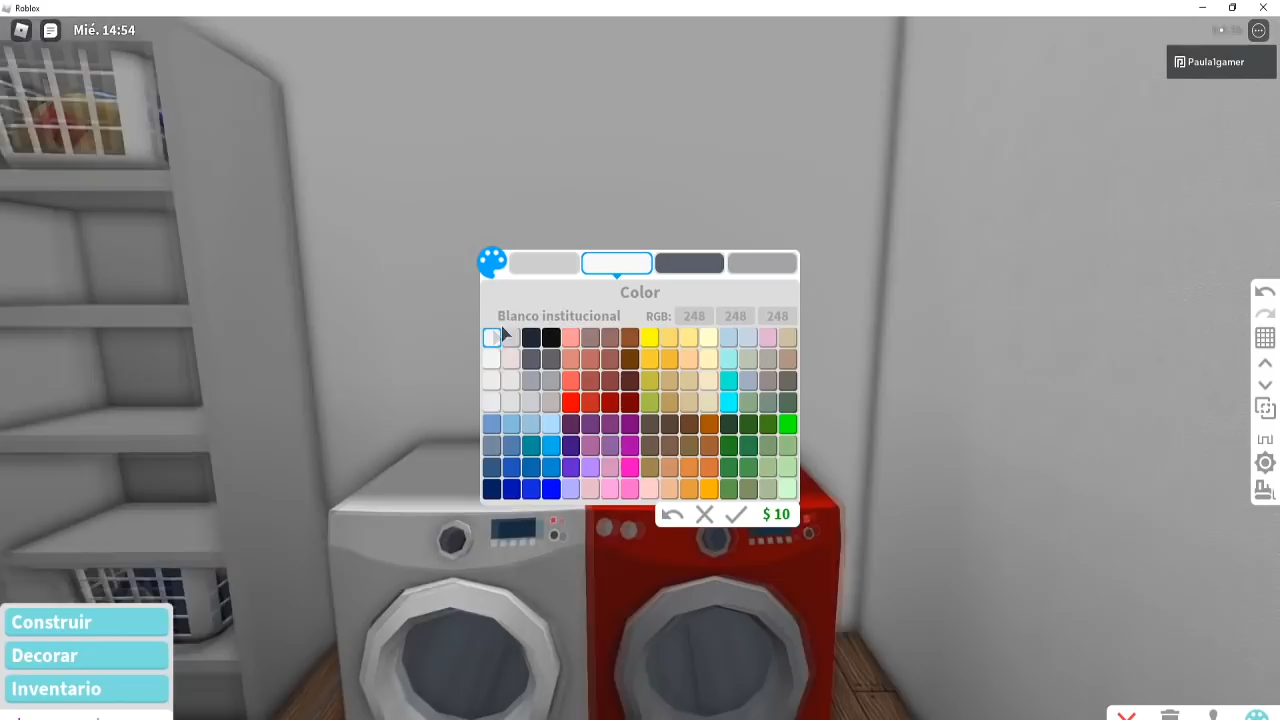 Roblox
Mié. 14:54
Paula1gamer
Color
Blanco institucional RGB: 248 248 248
$ 10
Construir
Decorar
Inventario